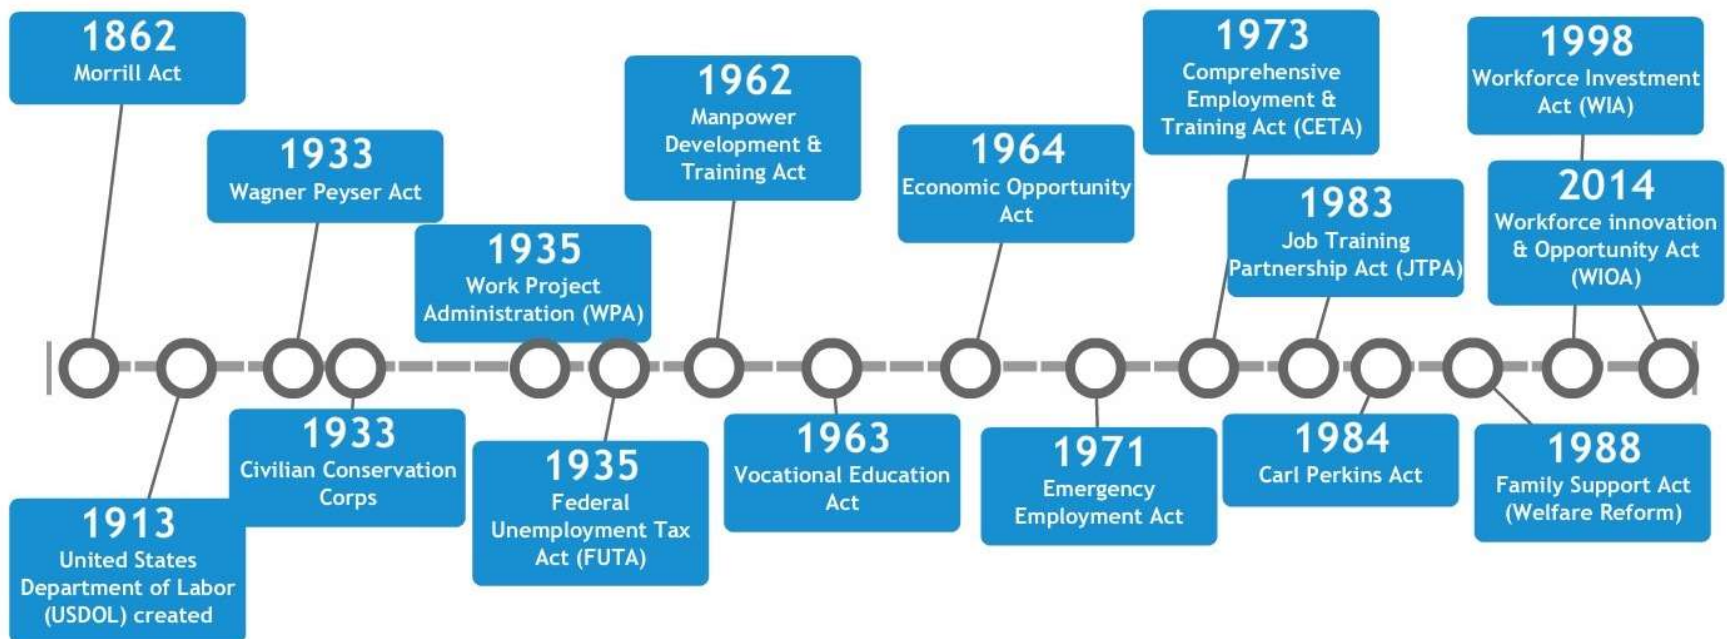 1862
Morrill Act
1913
United States
Department of Labor
(USDOL) created
1933
Wagner Peyser Act
1933
Civilian Conservation
Corps
1935
Work Project
Administration (WPA)
1935
Federal
Unemployment Tax
Act (FUTA)
1962
Manpower
Development &
Training Act
1963
Vocational Education
Act
1964
Economic Opportunity
Act
1971
Emergency
Employment Act
1973
Comprehensive
Employment &
Training Act (CETA)
1983
Job Training
Partnership Act (JTPA)
1984
Carl Perkins Act
1988
Family Support Act
(Welfare Reform)
1998
Workforce Investment
Act (WIA)
2014
Workforce innovation
& Opportunity Act
(WIOA)